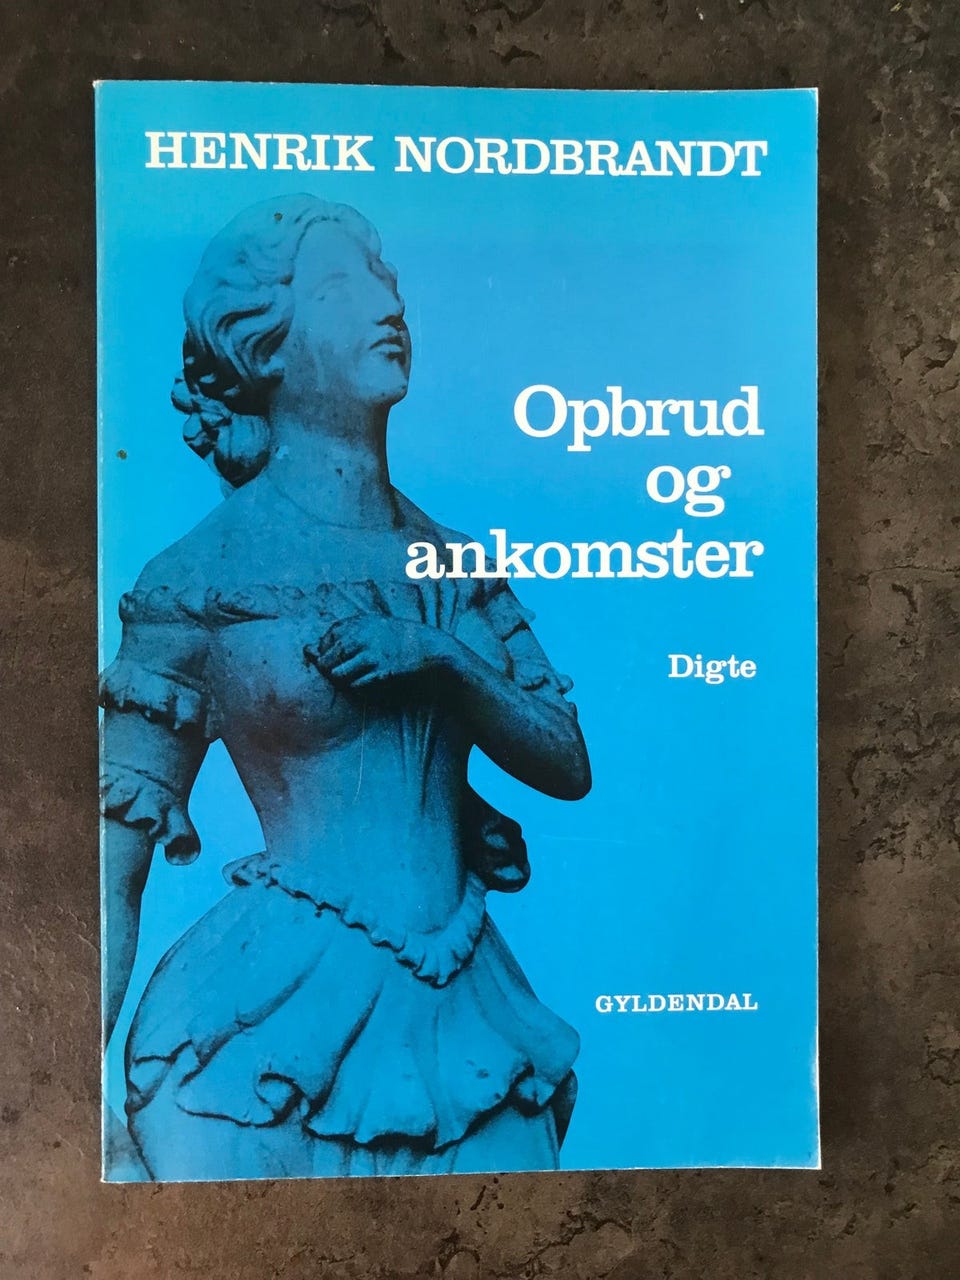 HENRIK NORDBRANDT
Opbrud
og
ankomster
Digte
GYLDENDAL